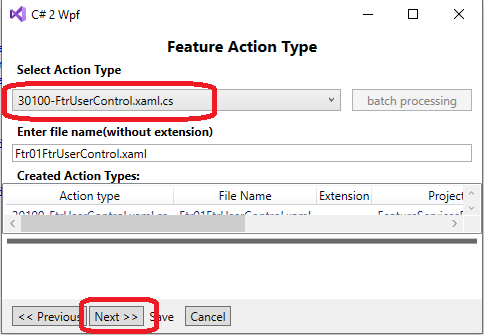 C# 2 Wpf
Feature Action Type
Select Action Type
30100-FtrUserControl.xaml.cs
batch processing
Enter file name(without extension)
Ftr01FtrUserControl.xaml
Created Action Types:
Action type File Name Extension Project
30100-FtrUserControl.xaml.cs Ftr01FtrUserControl.xaml
<< Previous Next >> Save Cancel